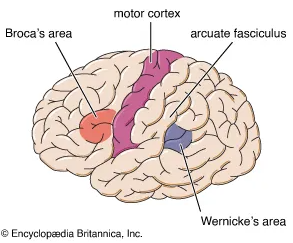 motor cortex
Broca's area
arcuate fasciculus
Wernicke's area
© Encyclopædia Britannica, Inc.